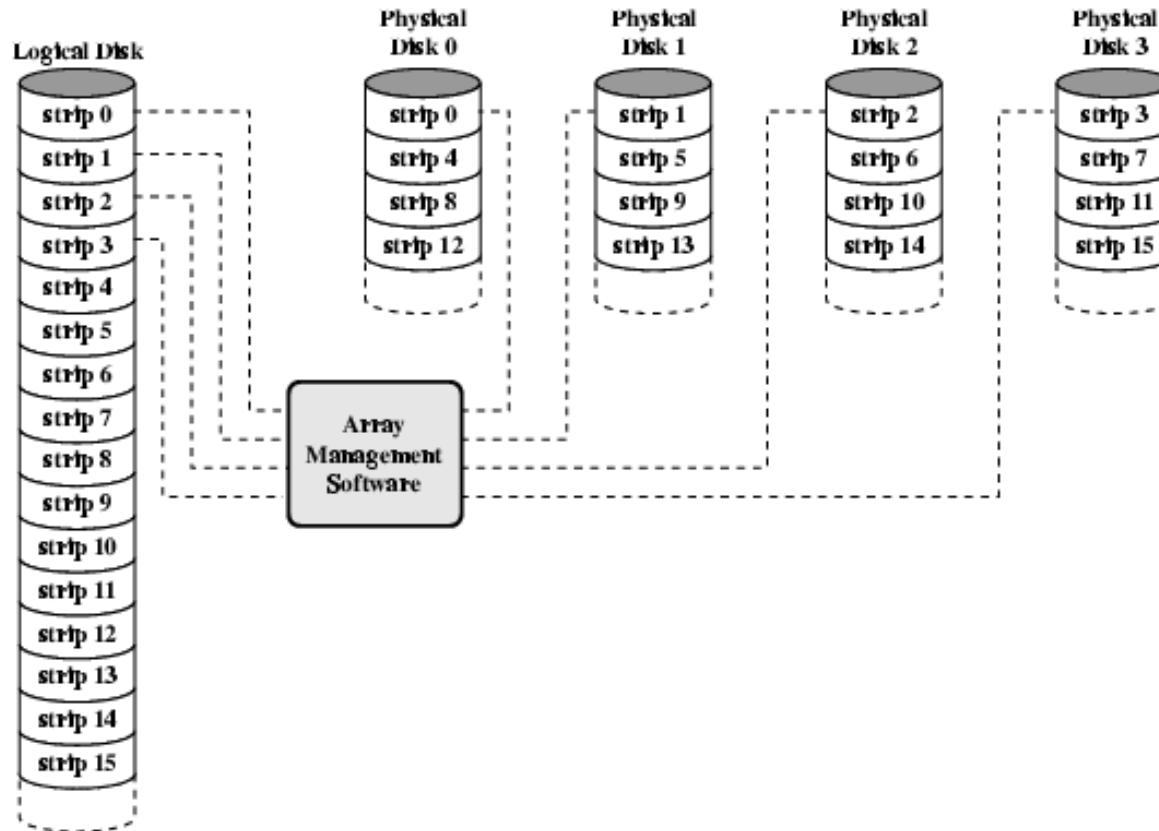 Logical Disk
strip 0
strip 1
strip 2
strip 3
strip 4
strip 5
strip 6
strip 7
strip 8
strip 9
strip 10
strip 11
strip 12
strip 13
strip 14
strip 15
Physical
Disk 0
strip 0
strip 4
strip 8
strip 12
Physical
Disk 1
strip 1
strip 5
strip 9
strip 13
Physical
Disk 2
strip 2
strip 6
strip 10
strip 14
Physical
Disk 3
strip 3
strip 7
strip 11
strip 15
Array
Management
Software